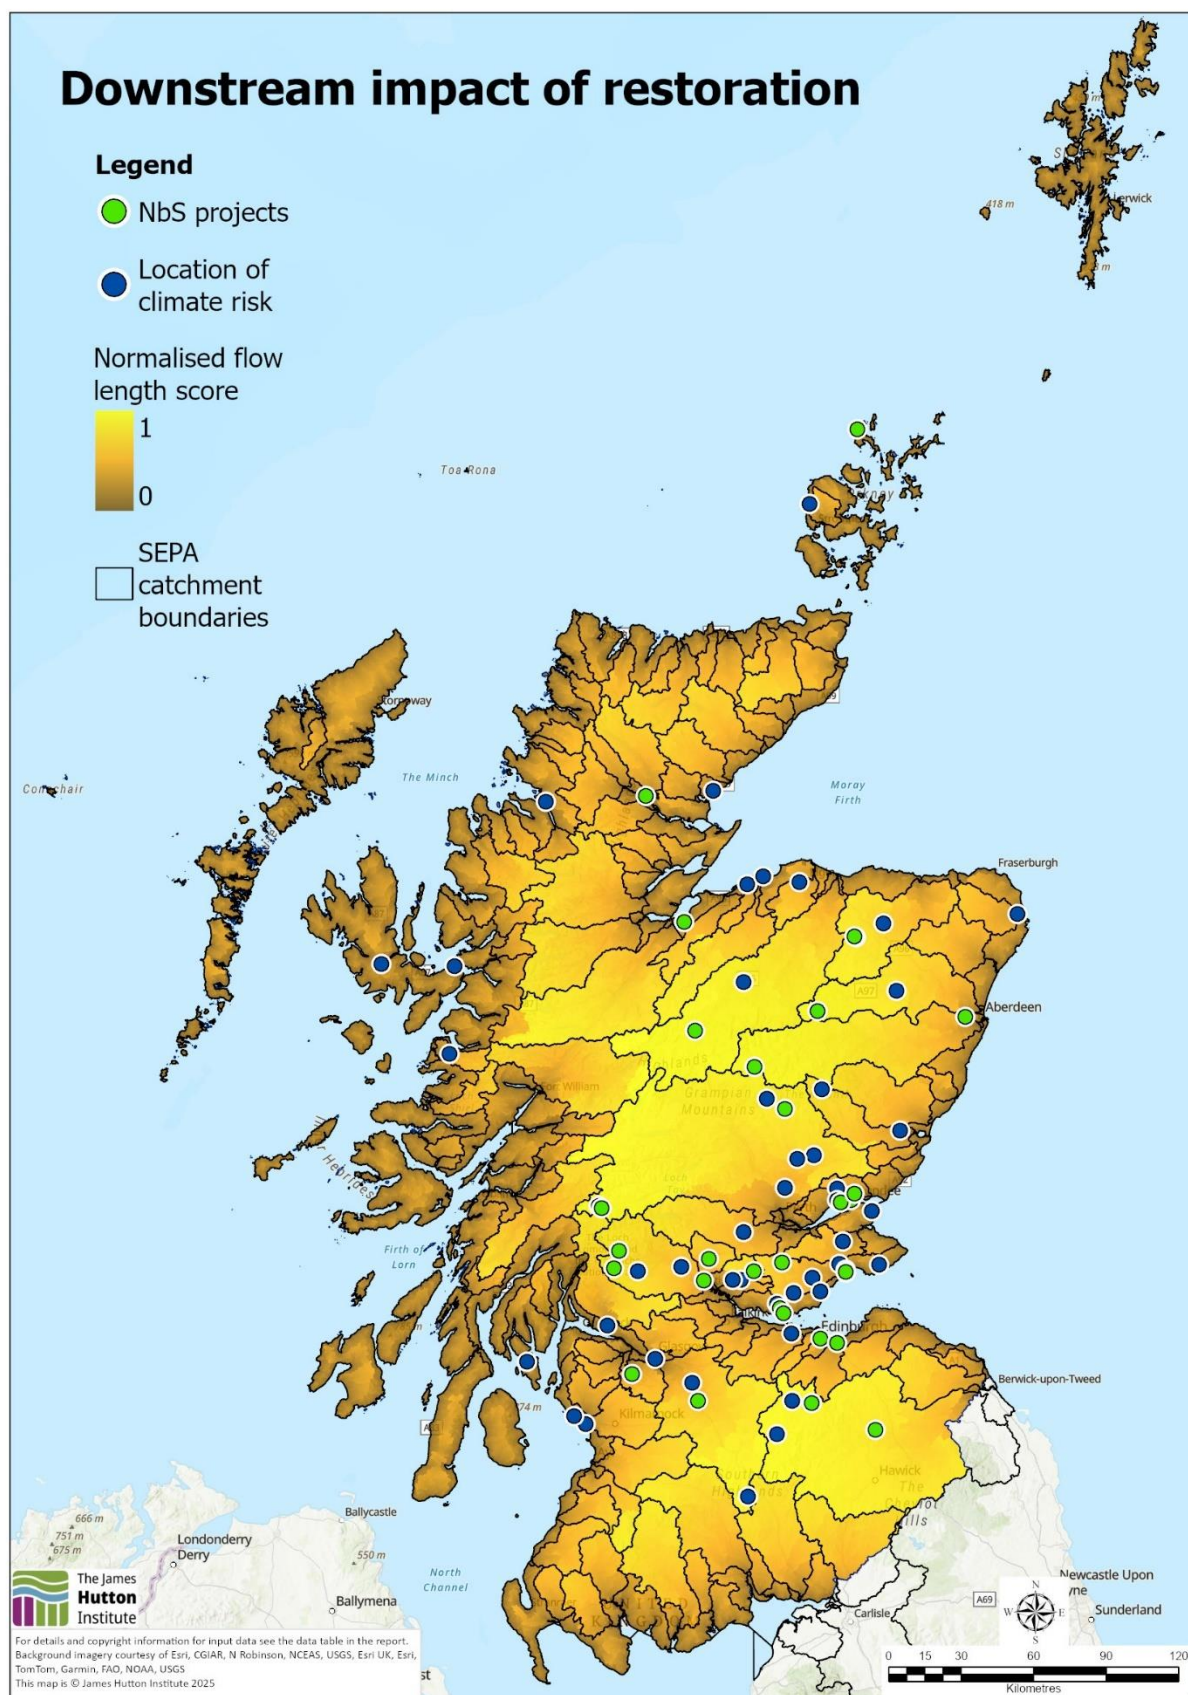 Downstream impact of restoration
Legend
NbS projects
Location of
climate risk
Normalised flow
length score
1
0
SEPA
catchment
boundaries
418 m
Lerwick
Toa Rona
The Minch
Moray
Firth
Fraserburgh
A97
Aberdeen
Highlands
Grampian
Mountains
Firth of
Lorn
Edinburgh
Berwick-upon-Tweed
Kilmarnock
Hawick
The
Southern
North
Channel
Ballycastle
666 m
751 m
675 m
Londonderry
Derry
550 m
Ballymena
UNITED
KINGDOM
Carlisle
A69
Newcastle Upon
Sunderland
N
W
E
S
The James
Hutton
Institute
For details and copyright information for input data see the data table in the report.
Background imagery courtesy of Esri, CGIAR, N Robinson, NCEAS, USGS, Esri UK, Esri,
TomTom, Garmin, FAO, NOAA, USGS
This map is © James Hutton Institute 2025
0 15 30 60 90 120
Kilometres